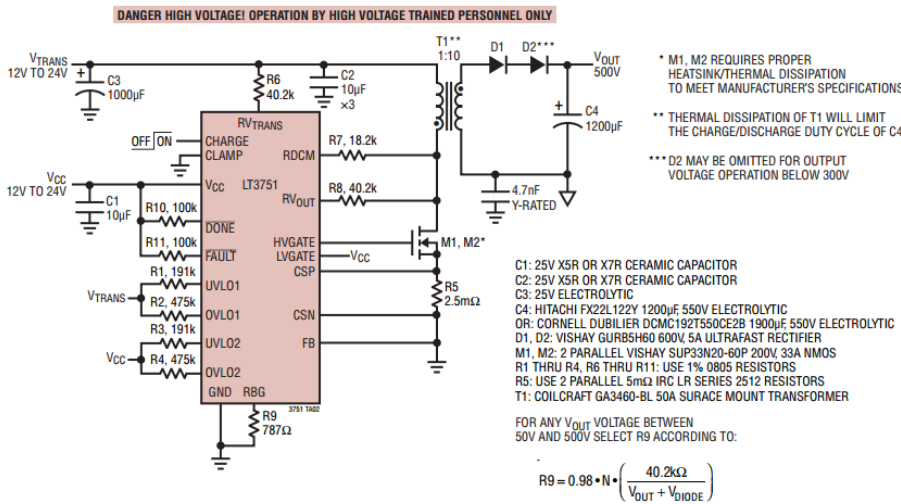 DANGER HIGH VOLTAGE! OPERATION BY HIGH VOLTAGE TRAINED PERSONNEL ONLY
VTRANS
12V TO 24V
+
C3
1000µF
R6
40.2k
C2
10µF
×3
T1**
1:10
D1
D2***
VOUT
500V
+
C4
1200µF
* M1, M2 REQUIRES PROPER
HEATSINK/THERMAL DISSIPATION
TO MEET MANUFACTURER'S SPECIFICATIONS
** THERMAL DISSIPATION OF T1 WILL LIMIT
THE CHARGE/DISCHARGE DUTY CYCLE OF C4
*** D2 MAY BE OMITTED FOR OUTPUT
VOLTAGE OPERATION BELOW 300V
RVTRANS
OFF ON
CHARGE
CLAMP
RDCM
R7, 18.2k
VCC
12V TO 24V
C1
10µF
VCC
LT3751
RVOUT
R8, 40.2k
4.7nF
Y-RATED
R10, 100k
DONE
R11, 100k
FAULT
HVGATE
LVGATE
VCC
M1, M2*
CSP
R5
2.5mΩ
R1, 191k
UVLO1
VTRANS
R2, 475k
OVLO1
CSN
R3, 191k
UVLO2
FB
VCC
R4, 475k
OVLO2
GND
RBG
3751 TA02
R9
787Ω
C1: 25V X5R OR X7R CERAMIC CAPACITOR
C2: 25V X5R OR X7R CERAMIC CAPACITOR
C3: 25V ELECTROLYTIC
C4: HITACHI FX22L122Y 1200µF, 550V ELECTROLYTIC
OR: CORNELL DUBILIER DCMC192T550CE2B 1900µF, 550V ELECTROLYTIC
D1, D2: VISHAY GURB5H60 600V, 5A ULTRAFAST RECTIFIER
M1, M2: 2 PARALLEL VISHAY SUP33N20-60P 200V, 33A NMOS
R1 THRU R4, R6 THRU R11: USE 1% 0805 RESISTORS
R5: USE 2 PARALLEL 5mΩ IRC LR SERIES 2512 RESISTORS
T1: COILCRAFT GA3460-BL 50A SURACE MOUNT TRANSFORMER
FOR ANY VOUT VOLTAGE BETWEEN
50V AND 500V SELECT R9 ACCORDING TO:
R9 = 0.98 • N • (40.2kΩ / VOUT + VDIODE)